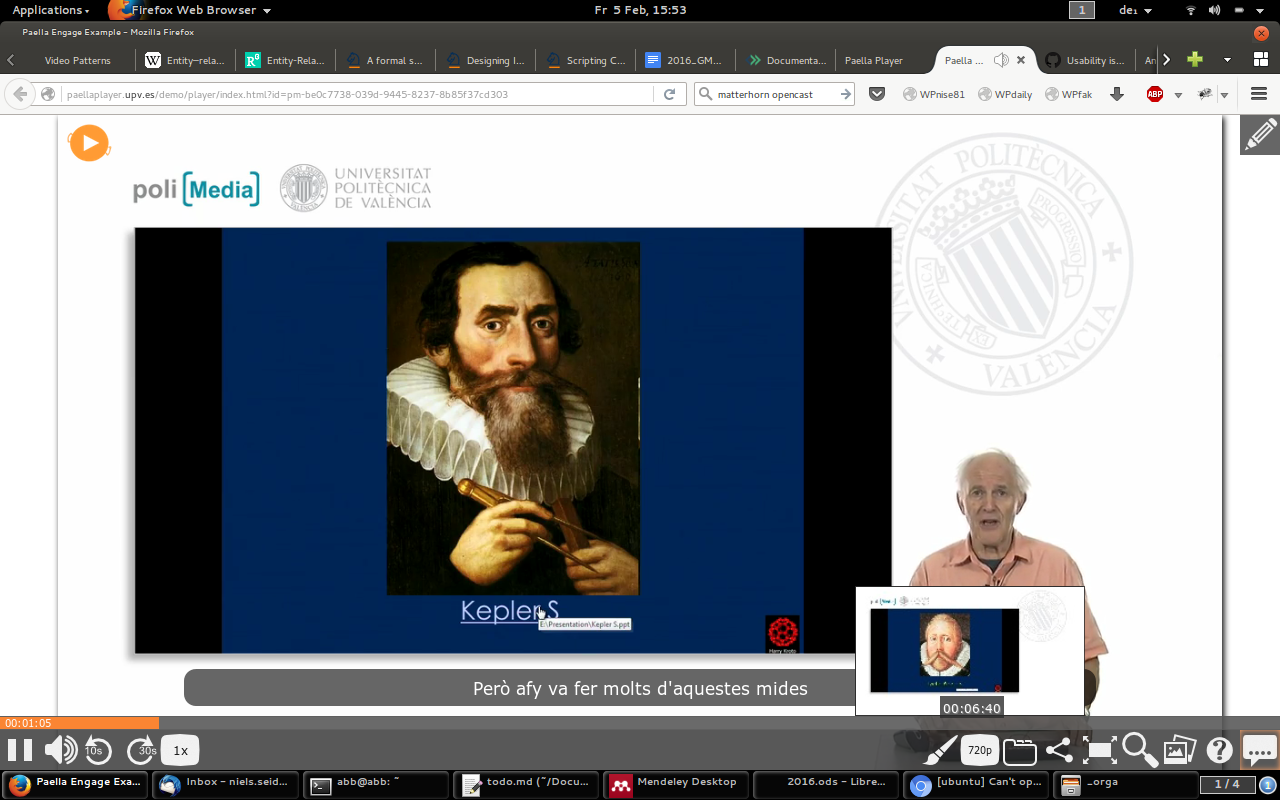 Applications
Firefox Web Browser
Fr 5 Feb, 15:53
1
de₁
Paella Engage Example – Mozilla Firefox
Video Patterns
Entity–rela...
Entity-Rela...
A formal s...
Designing I...
Scripting C...
2016_GM...
Documenta...
Paella Player
Paella ...
Usability is...
An
paellaplayer.upv.es/demo/player/index.html?id=pm-be0c7738-039d-9445-8237-8b85f37cd303
matterhorn opencast
WPnise81
WPdaily
WPfak
ABP
poli[Media]
UNIVERSITAT
POLITÈCNICA
DE VALÈNCIA
UNIVERSITAT POLITÈCNICA
PROGRESSIO
VALÈNCIA
Kepler S
E:\Presentation\Kepler S.ppt
Harry Kroto
Però afy va fer molts d'aquestes mides
00:06:40
00:01:05
10s
30s
1x
720p
Paella Engage Exa...
Inbox – niels.seid...
abb@abb: ~
todo.md (~/Docu...
Mendeley Desktop
2016.ods – Libre...
[ubuntu] Can't op...
_orga
1 / 4
1